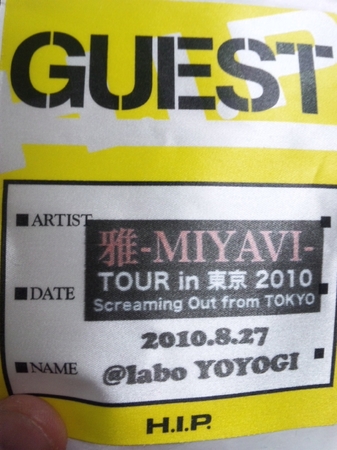 GUEST
ARTIST
雅-MIYAVI-
TOUR in 東京 2010
DATE
Screaming Out from TOKYO
2010.8.27
NAME
@labo YOYOGI
H.I.P.